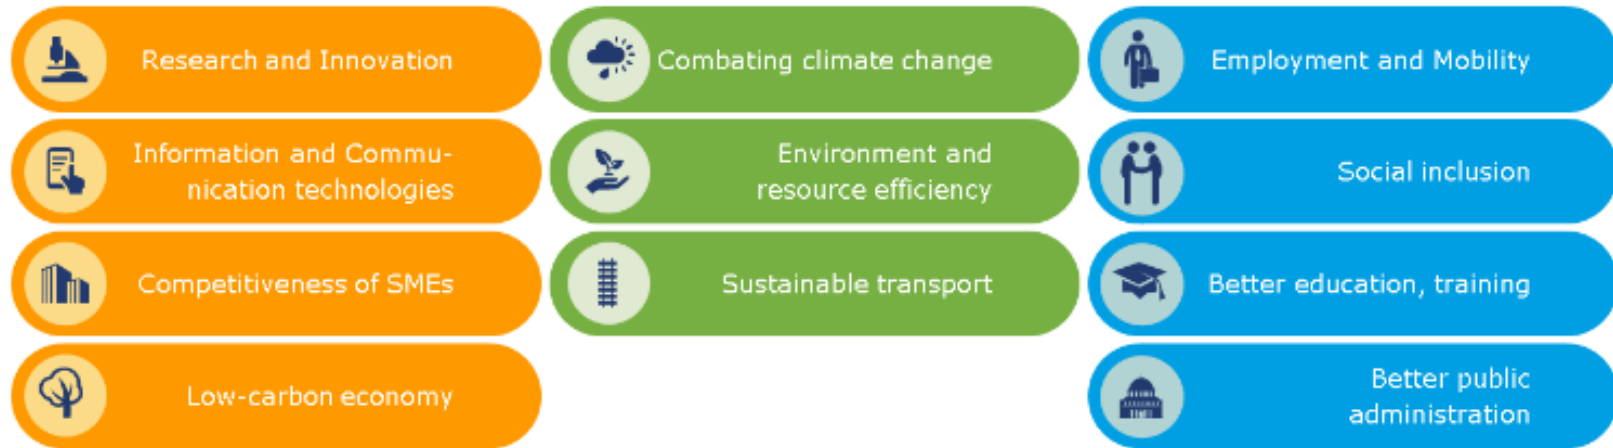 Research and Innovation
Information and Commu-
nication technologies
Competitiveness of SMEs
Low-carbon economy
Combating climate change
Environment and
resource efficiency
Sustainable transport
Employment and Mobility
Social inclusion
Better education, training
Better public
administration